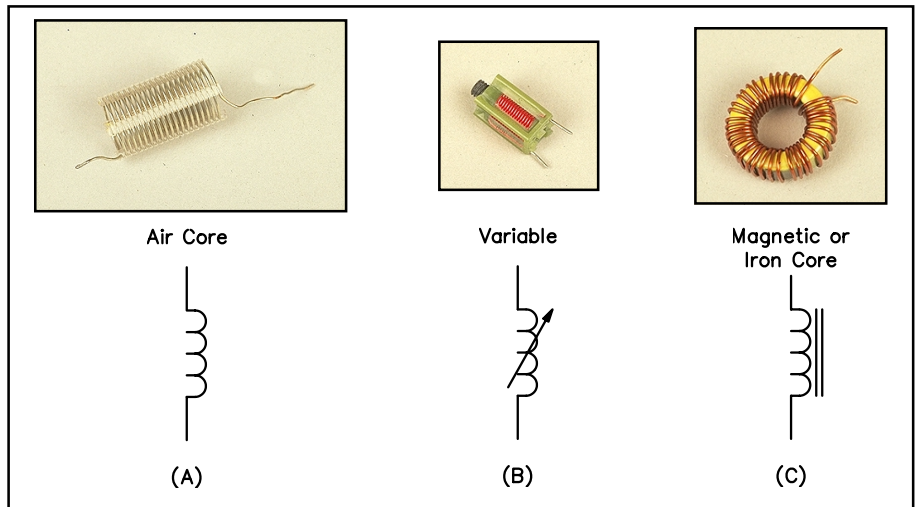 Air Core
Variable
Magnetic or
Iron Core
(A)
(B)
(C)